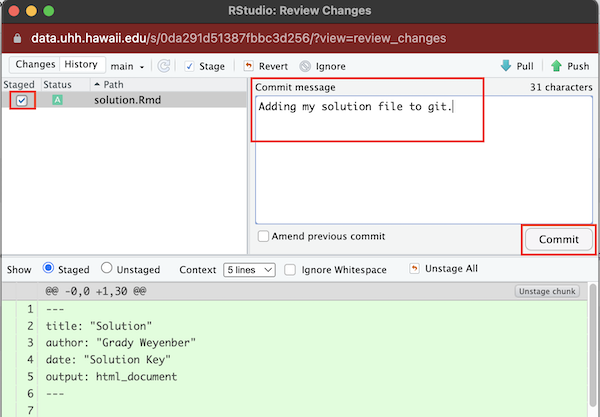 RStudio: Review Changes
data.uhh.hawaii.edu/s/0da291d51387fbbc3d256/?view=review_changes
Changes History main Stage Revert Ignore Pull Push
Staged Status Path
A solution.Rmd
Commit message 31 characters
Adding my solution file to git.
Amend previous commit
Commit
Show Staged Unstaged Context 5 lines Ignore Whitespace Unstage All
@@ -0,0 +1,30 @@ Unstage chunk
1 ---
2 title: "Solution"
3 author: "Grady Weyenber"
4 date: "Solution Key"
5 output: html_document
6 ---
7